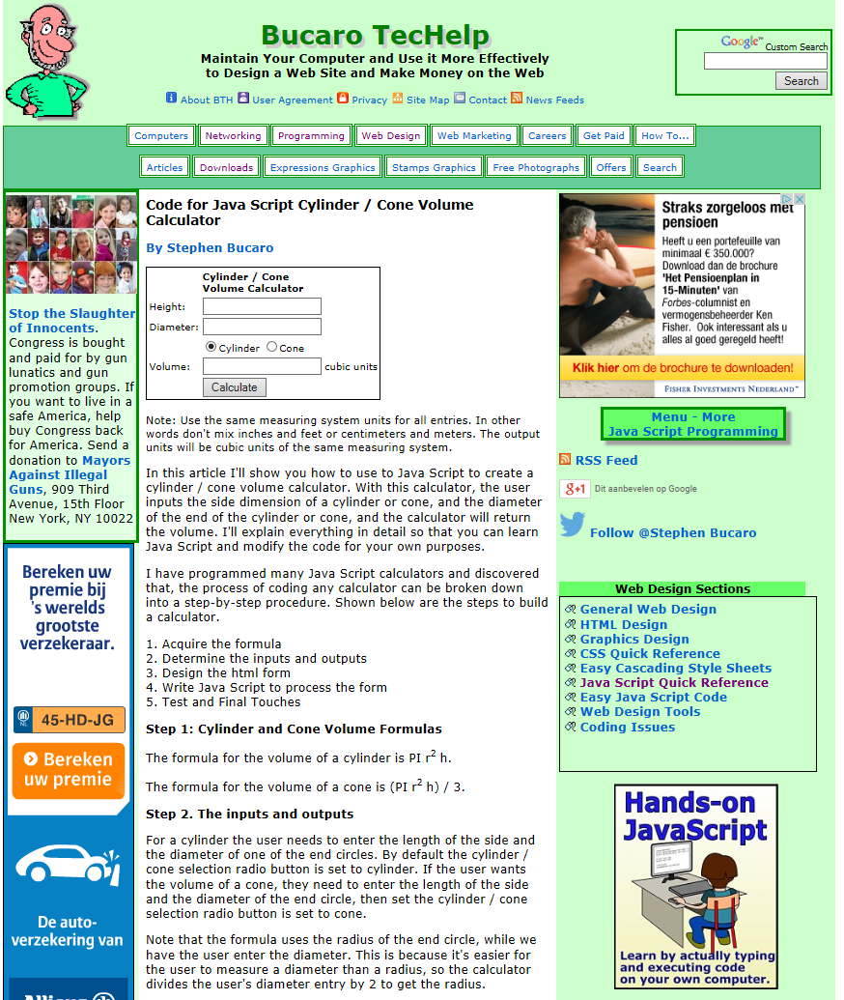 Bucaro TecHelp
Maintain Your Computer and Use it More Effectively
to Design a Web Site and Make Money on the Web
About BTH User Agreement Privacy Site Map Contact News Feeds
Google™ Custom Search
Search
Computers Networking Programming Web Design Web Marketing Careers Get Paid How To...
Articles Downloads Expressions Graphics Stamps Graphics Free Photographs Offers Search
Stop the Slaughter
of Innocents.
Congress is bought
and paid for by gun
lunatics and gun
promotion groups. If
you want to live in a
safe America, help
buy Congress back
for America. Send a
donation to Mayors
Against Illegal
Guns, 909 Third
Avenue, 15th Floor
New York, NY 10022
Bereken uw
premie bij
's werelds
grootste
verzekeraar.
NL 45-HD-JG
Bereken
uw premie
De auto-
verzekering van
Code for Java Script Cylinder / Cone Volume
Calculator
By Stephen Bucaro
Cylinder / Cone
Volume Calculator
Height:
Diameter:
Cylinder Cone
Volume: cubic units
Calculate
Note: Use the same measuring system units for all entries. In other
words don't mix inches and feet or centimeters and meters. The output
units will be cubic units of the same measuring system.
In this article I'll show you how to use to Java Script to create a
cylinder / cone volume calculator. With this calculator, the user
inputs the side dimension of a cylinder or cone, and the diameter
of the end of the cylinder or cone, and the calculator will return
the volume. I'll explain everything in detail so that you can learn
Java Script and modify the code for your own purposes.
I have programmed many Java Script calculators and discovered
that, the process of coding any calculator can be broken down
into a step-by-step procedure. Shown below are the steps to build
a calculator.
1. Acquire the formula
2. Determine the inputs and outputs
3. Design the html form
4. Write Java Script to process the form
5. Test and Final Touches
Step 1: Cylinder and Cone Volume Formulas
The formula for the volume of a cylinder is PI r² h.
The formula for the volume of a cone is (PI r² h) / 3.
Step 2. The inputs and outputs
For a cylinder the user needs to enter the length of the side and
the diameter of one of the end circles. By default the cylinder /
cone selection radio button is set to cylinder. If the user wants
the volume of a cone, they need to enter the length of the side
and the diameter of the end circle, then set the cylinder / cone
selection radio button is set to cone.
Note that the formula uses the radius of the end circle, while we
have the user enter the diameter. This is because it's easier for
the user to measure a diameter than a radius, so the calculator
divides the user's diameter entry by 2 to get the radius.
Straks zorgeloos met
pensioen
Heeft u een portefeuille van
minimaal € 350.000?
Download dan de brochure
'Het Pensioenplan in
15-Minuten' van
Forbes-columnist en
vermogensbeheerder Ken
Fisher. Ook interessant als u
alles al goed geregeld heeft!
Klik hier om de brochure te downloaden!
Fisher Investments Nederland™
Menu - More
Java Script Programming
RSS Feed
g+1 Dit aanbevelen op Google
Follow @Stephen Bucaro
Web Design Sections
General Web Design
HTML Design
Graphics Design
CSS Quick Reference
Easy Cascading Style Sheets
Java Script Quick Reference
Easy Java Script Code
Web Design Tools
Coding Issues
Hands-on
JavaScript
Learn by actually typing
and executing code
on your own computer.